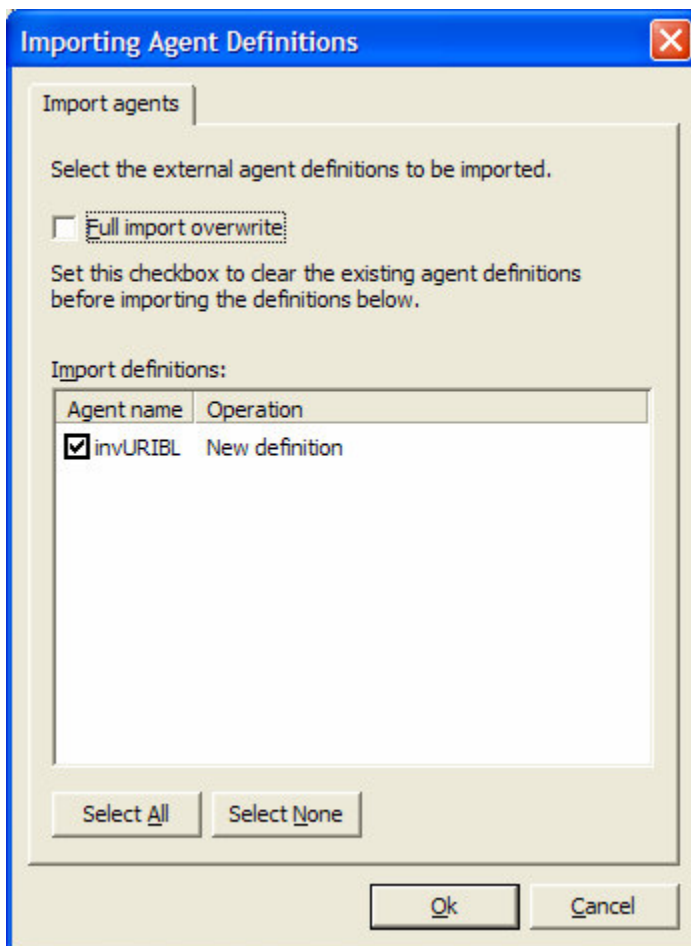 Importing Agent Definitions
Import agents
Select the external agent definitions to be imported.
Full import overwrite
Set this checkbox to clear the existing agent definitions
before importing the definitions below.
Import definitions:
Agent name Operation
invURIBL New definition
Select All Select None
Ok Cancel